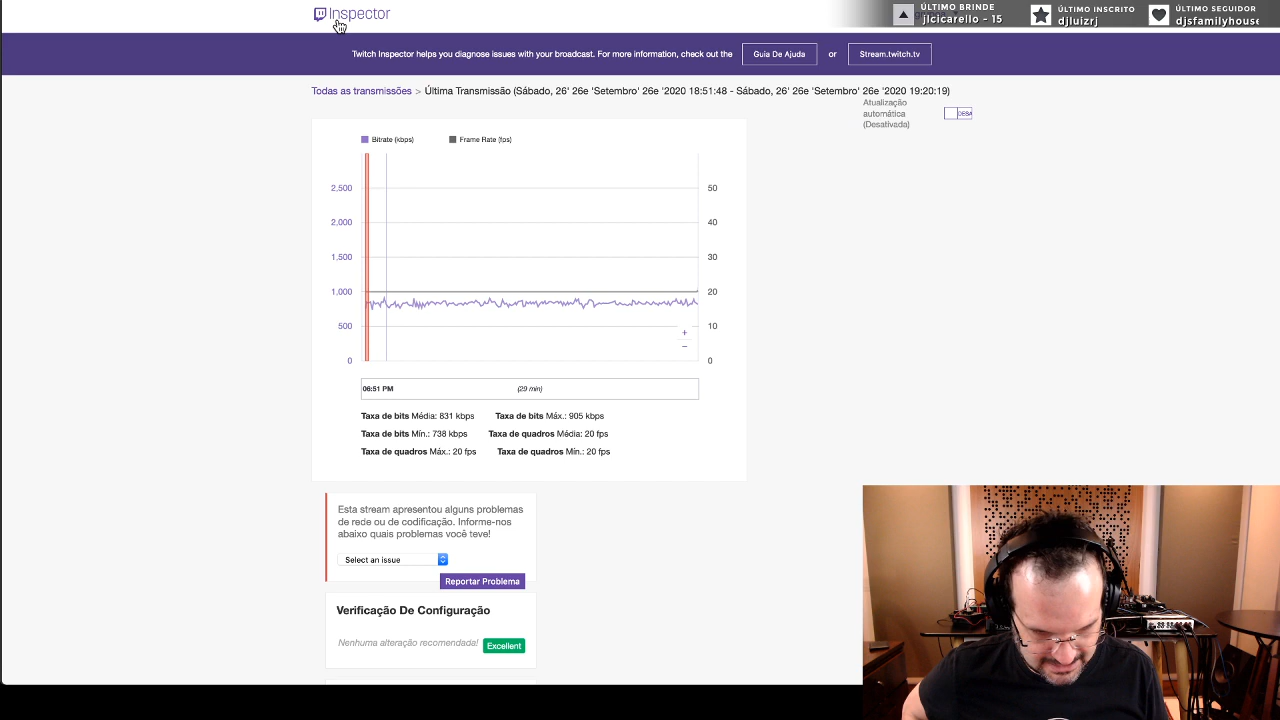 Inspector
ÚLTIMO BRINDE
jlcicarello - 15
ÚLTIMO INSCRITO
djluizrj
ÚLTIMO SEGUIDOR
djsfamilyhouse
Twitch Inspector helps you diagnose issues with your broadcast. For more information, check out the
Guia De Ajuda
or
Stream.twitch.tv
Todas as transmissões > Última Transmissão (Sábado, 26' 26e 'Setembro' 26e '2020 18:51:48 - Sábado, 26' 26e 'Setembro' 26e '2020 19:20:19)
Atualização
automática
(Desativada)
DESA
Bitrate (kbps)
Frame Rate (fps)
2,500
50
2,000
40
1,500
30
1,000
20
500
10
0
0
+
−
06:51 PM
(29 min)
Taxa de bits Média: 831 kbps
Taxa de bits Máx.: 905 kbps
Taxa de bits Mín.: 738 kbps
Taxa de quadros Média: 20 fps
Taxa de quadros Máx.: 20 fps
Taxa de quadros Mín.: 20 fps
Esta stream apresentou alguns problemas
de rede ou de codificação. Informe-nos
abaixo quais problemas você teve!
Select an issue
Reportar Problema
Verificação De Configuração
Nenhuma alteração recomendada!
Excellent